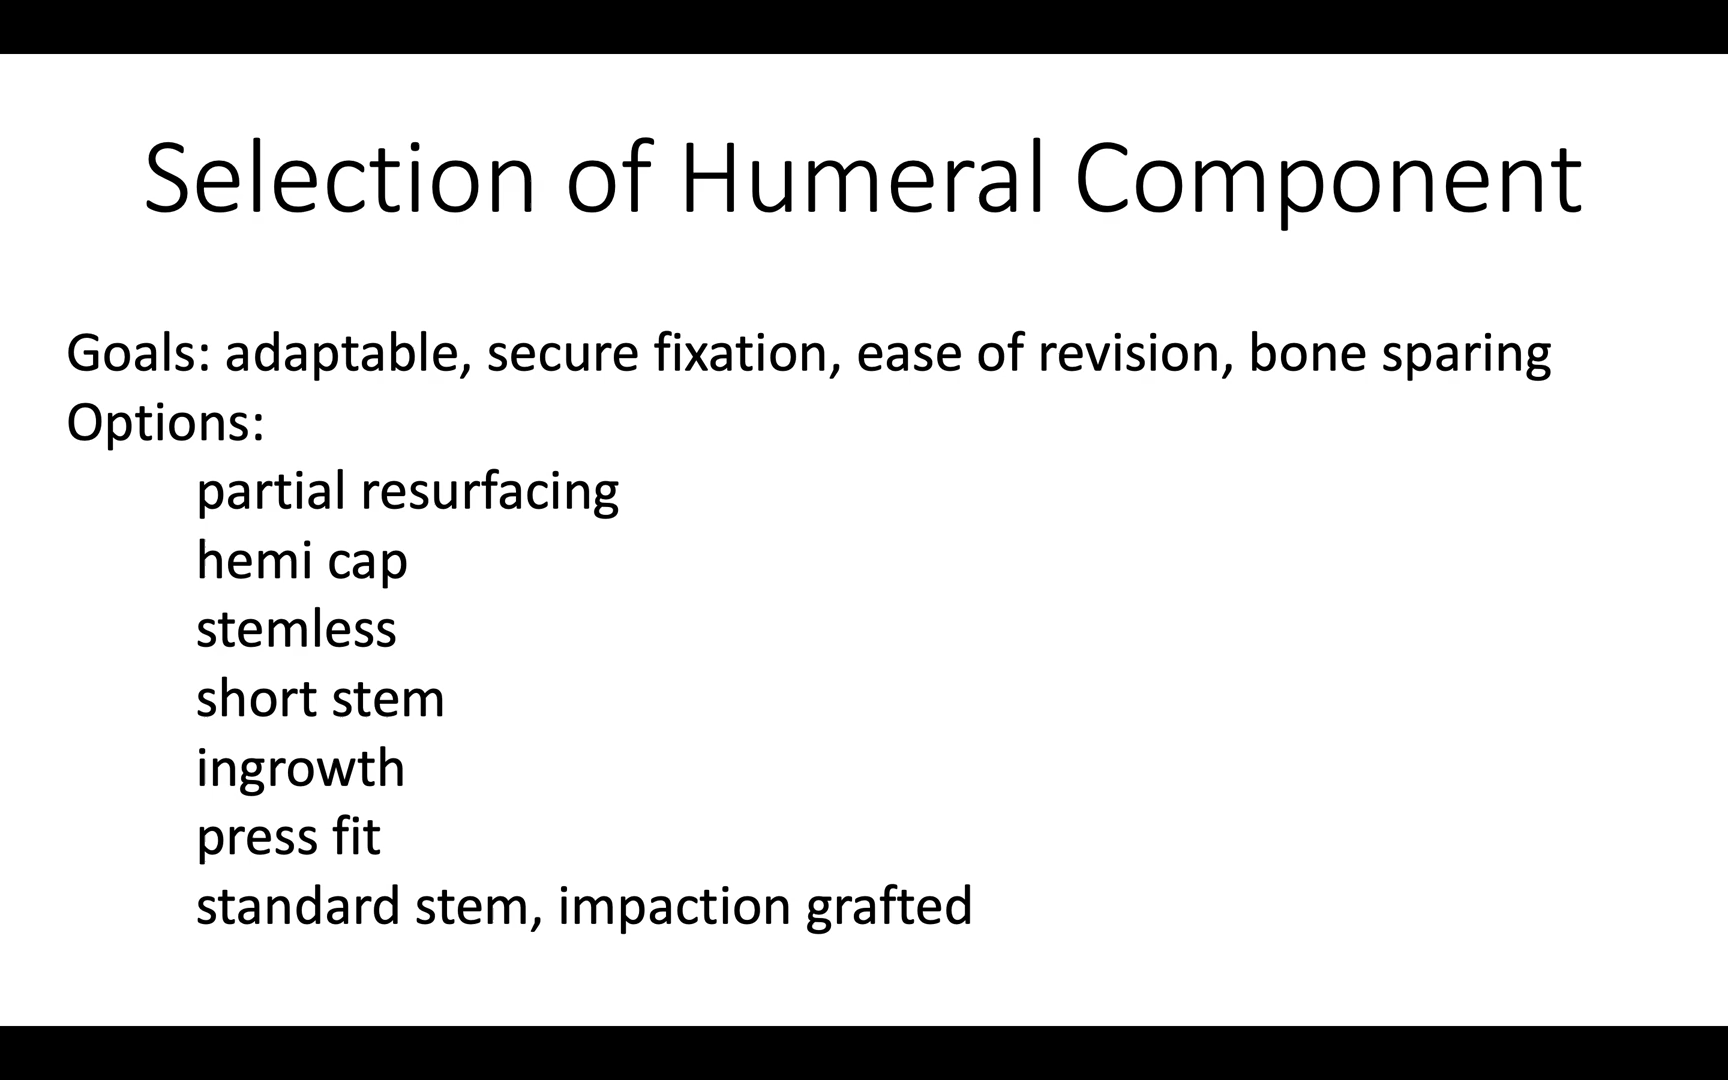 Selection of Humeral Component
Goals: adaptable, secure fixation, ease of revision, bone sparing
Options:
partial resurfacing
hemi cap
stemless
short stem
ingrowth
press fit
standard stem, impaction grafted